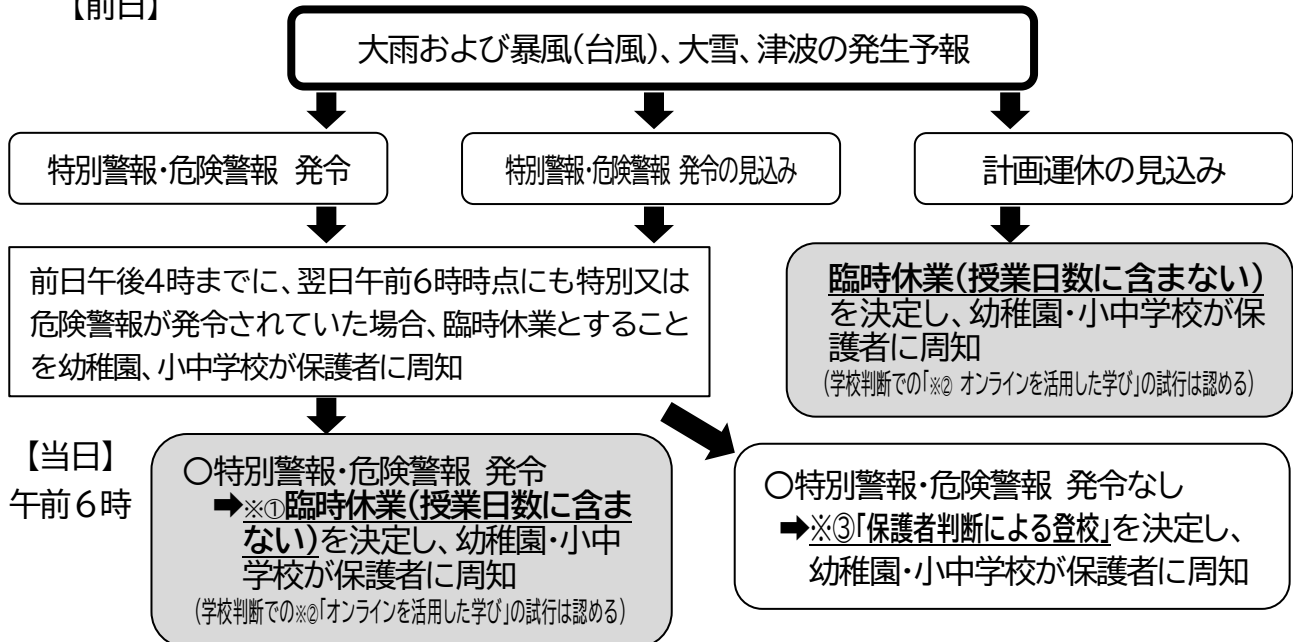 【前日】
大雨および暴風(台風)、大雪、津波の発生予報
特別警報・危険警報 発令
特別警報・危険警報 発令の見込み
計画運休の見込み
前日午後4時までに、翌日午前6時時点にも特別又は
危険警報が発令されていた場合、臨時休業とすること
を幼稚園、小中学校が保護者に周知
臨時休業(授業日数に含まない)
を決定し、幼稚園・小中学校が保
護者に周知
(学校判断での「※② オンラインを活用した学び」の試行は認める)
【当日】
午前6時
○特別警報・危険警報 発令
➡※①臨時休業(授業日数に含ま
ない)を決定し、幼稚園・小中
学校が保護者に周知
(学校判断での※②「オンラインを活用した学び」の試行は認める)
○特別警報・危険警報 発令なし
➡※③「保護者判断による登校」を決定し、
幼稚園・小中学校が保護者に周知